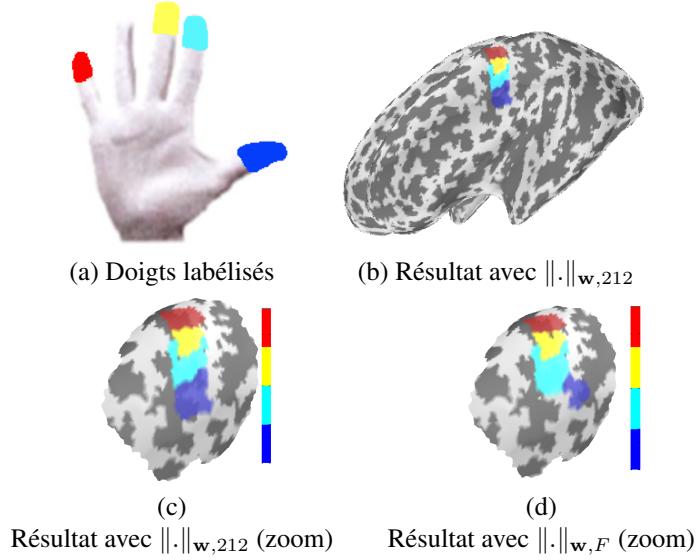 (a) Doigts labélisés
(b) Résultat avec ‖.‖w,212
(c)
Résultat avec ‖.‖w,212 (zoom)
(d)
Résultat avec ‖.‖w,F (zoom)